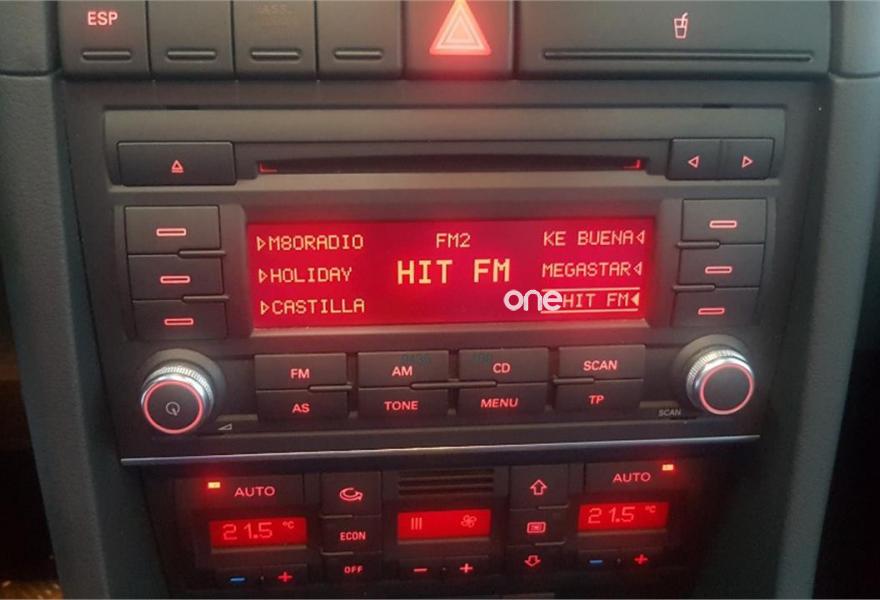 ESP
▷M80RADIO FM2 KE BUENA◁
▷HOLIDAY HIT FM MEGASTAR◁
▷CASTILLA one HIT FM◀
FM AM CD SCAN
AS TONE MENU TP
SCAN
AUTO AUTO
21.5 °C 21.5 °C
ECON
OFF